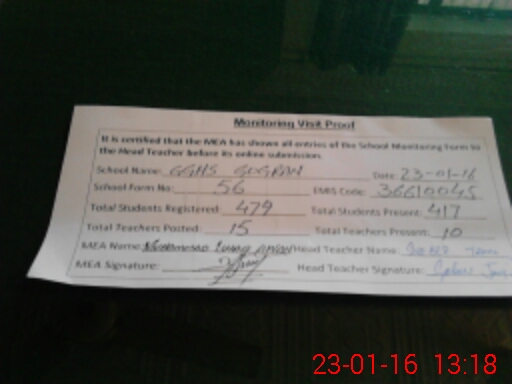 Monitoring Visit Proof
It is certified that the MEA has shown all entries of the School Monitoring Form to
the Head Teacher before its online submission.
School Name: GGHS Date: 23-01-16
School Form No: 56 EMIS Code: 36610045
Total Students Registered: 479 Total Students Present: 417
Total Teachers Posted: 15 Total Teachers Present: 10
MEA Name: Head Teacher Name
MEA Signature: Head Teacher Signature:
23-01-16 13:18